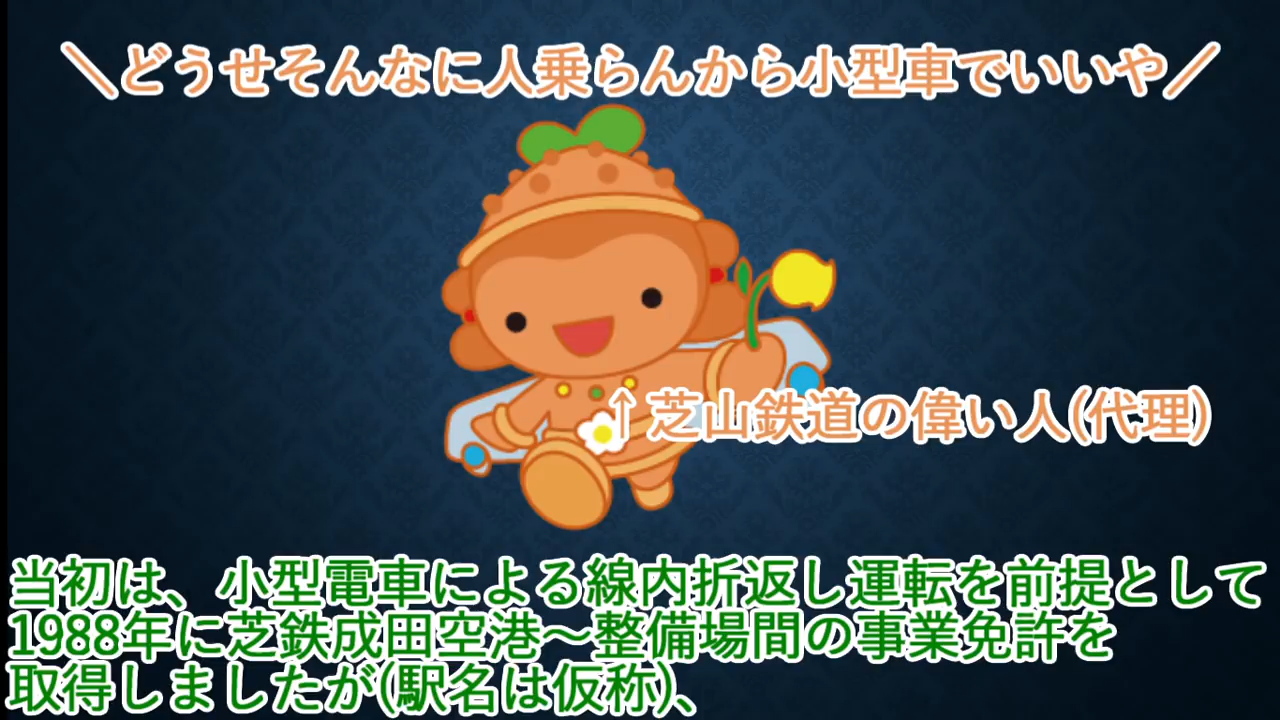 ＼どうせそんなに人乗らんから小型車でいいや／
↑芝山鉄道の偉い人(代理)
当初は、小型電車による線内折返し運転を前提として
1988年に芝鉄成田空港～整備場間の事業免許を
取得しましたが(駅名は仮称)、